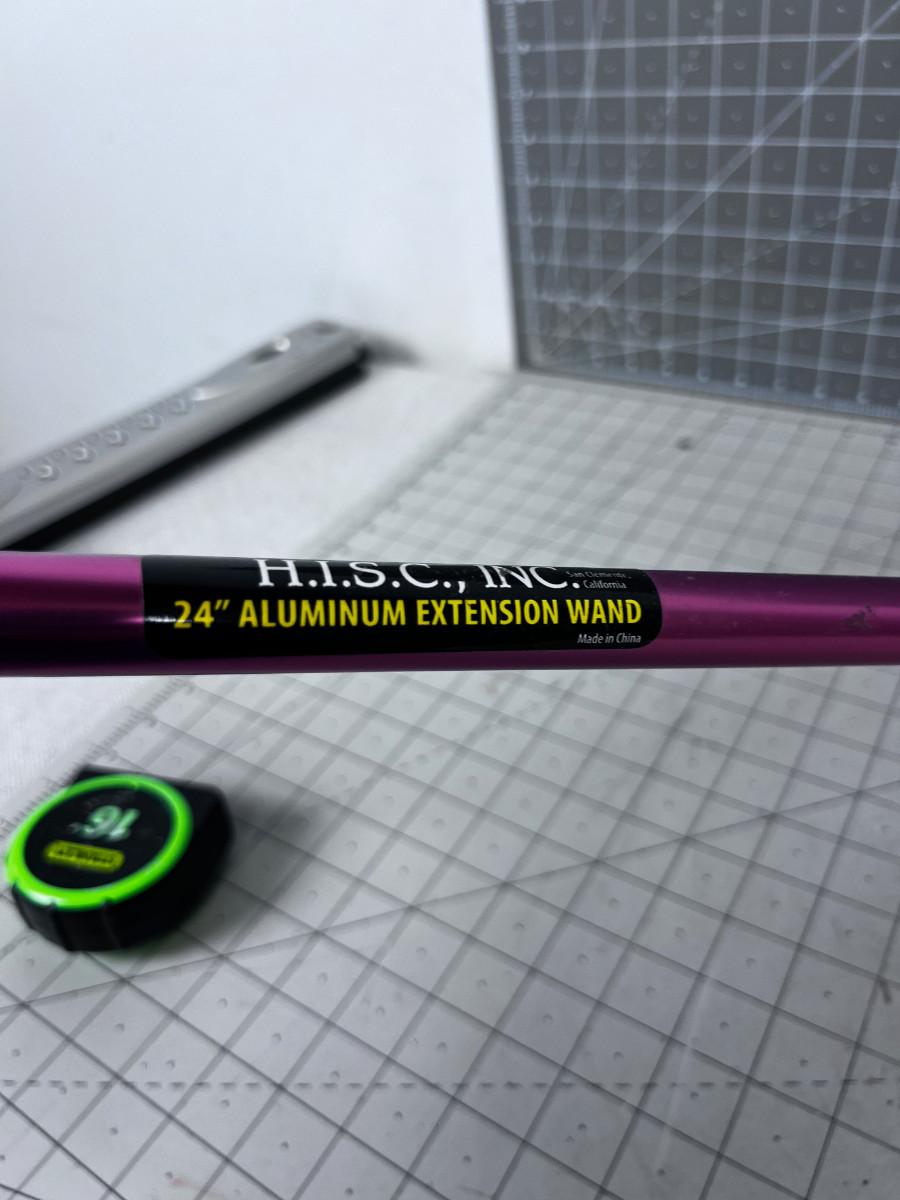 H.I.S.C., INC.
San Clemente,
California
24" ALUMINUM EXTENSION WAND
Made in China
16'